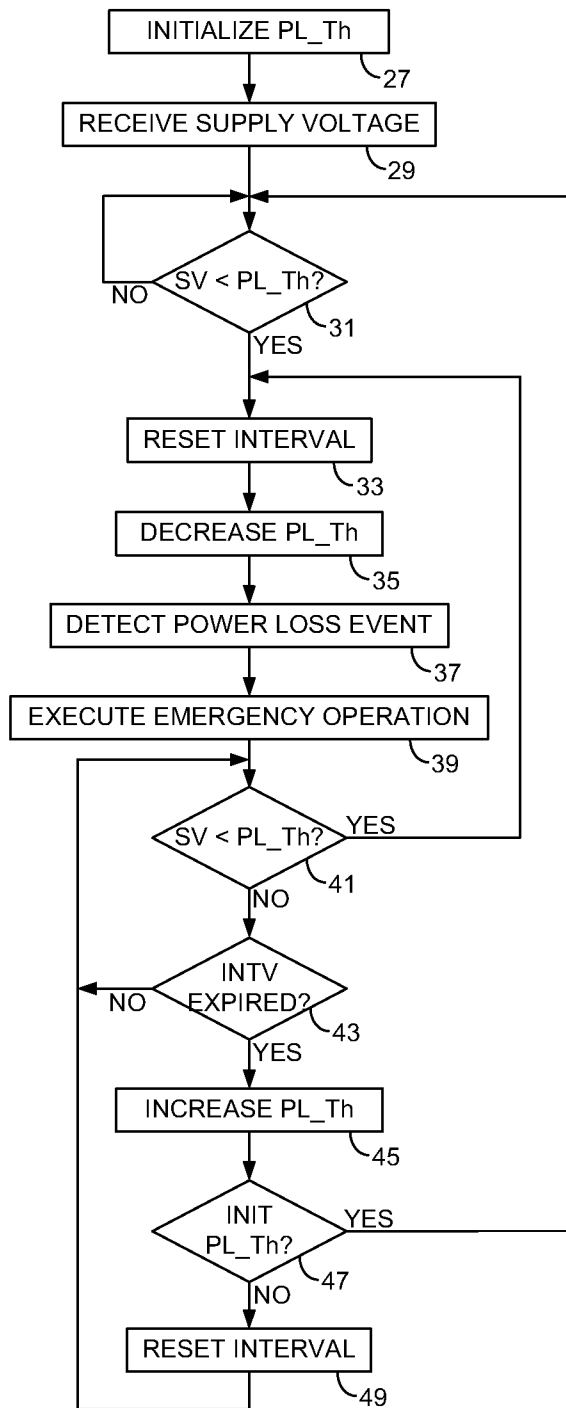 INITIALIZE PL_Th
27
RECEIVE SUPPLY VOLTAGE
29
SV < PL_Th?
NO
31
YES
RESET INTERVAL
33
DECREASE PL_Th
35
DETECT POWER LOSS EVENT
37
EXECUTE EMERGENCY OPERATION
39
SV < PL_Th?
YES
41
NO
INTV
EXPIRED?
NO
43
YES
INCREASE PL_Th
45
INIT
PL_Th?
YES
47
NO
RESET INTERVAL
49